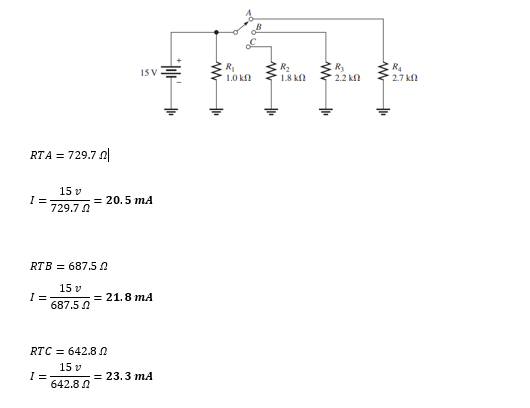 A
B
C
+
15 V
-
R₁
1.0 kΩ
R₂
1.8 kΩ
R₃
2.2 kΩ
R₄
2.7 kΩ
RTA = 729.7 Ω
I = 15 v / 729.7 Ω = 20.5 mA
RTB = 687.5 Ω
I = 15 v / 687.5 Ω = 21.8 mA
RTC = 642.8 Ω
I = 15 v / 642.8 Ω = 23.3 mA